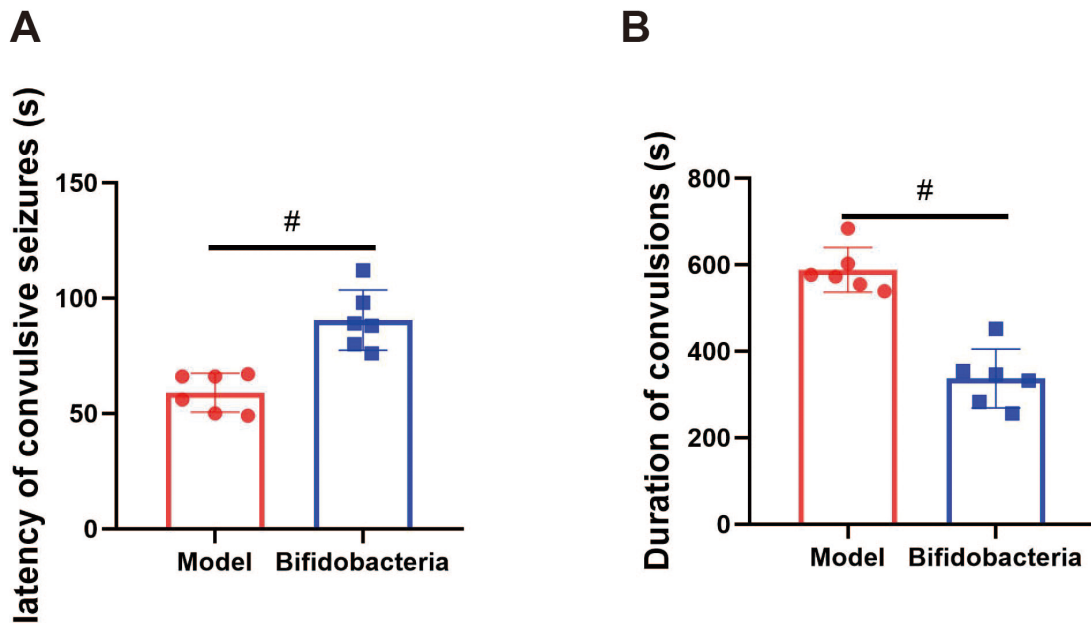 A
latency of convulsive seizures (s)
150
100
50
0
#
Model
Bifidobacteria
B
Duration of convulsions (s)
800
600
400
200
0
#
Model
Bifidobacteria